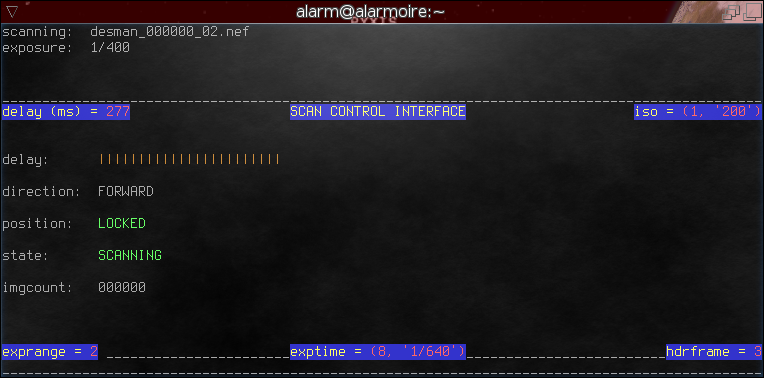 alarm@alarmoire:~
scanning: desman_000000_02.nef
exposure: 1/400
delay (ms) = 277 SCAN CONTROL INTERFACE iso = (1, '200')
delay: |||||||||||||||||||||||
direction: FORWARD
position: LOCKED
state: SCANNING
imgcount: 000000
exprange = 2 exptime = (8, '1/640') hdrframe = 3